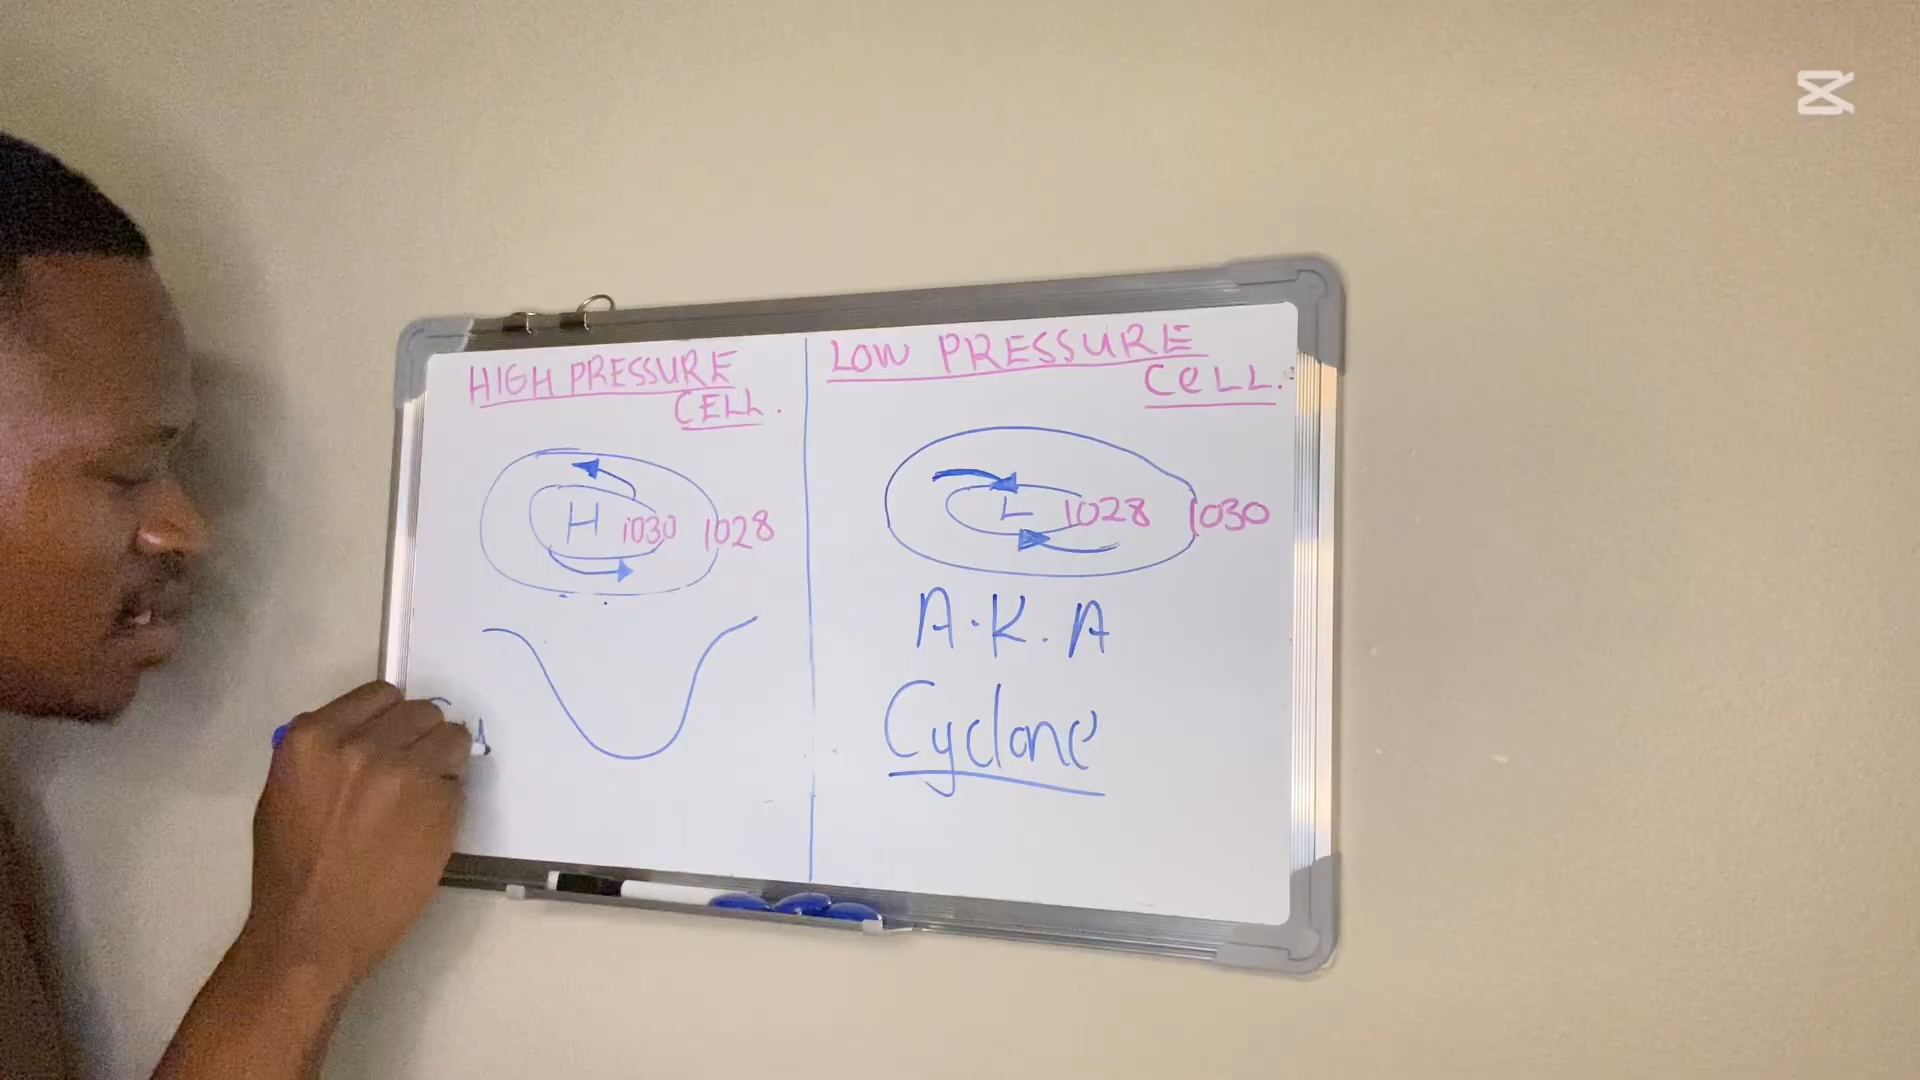 HIGH PRESSURE
CELL.
H 1030 1028
LOW PRESSURE
CELL.
L 1028 1030
A.K.A
Cyclone